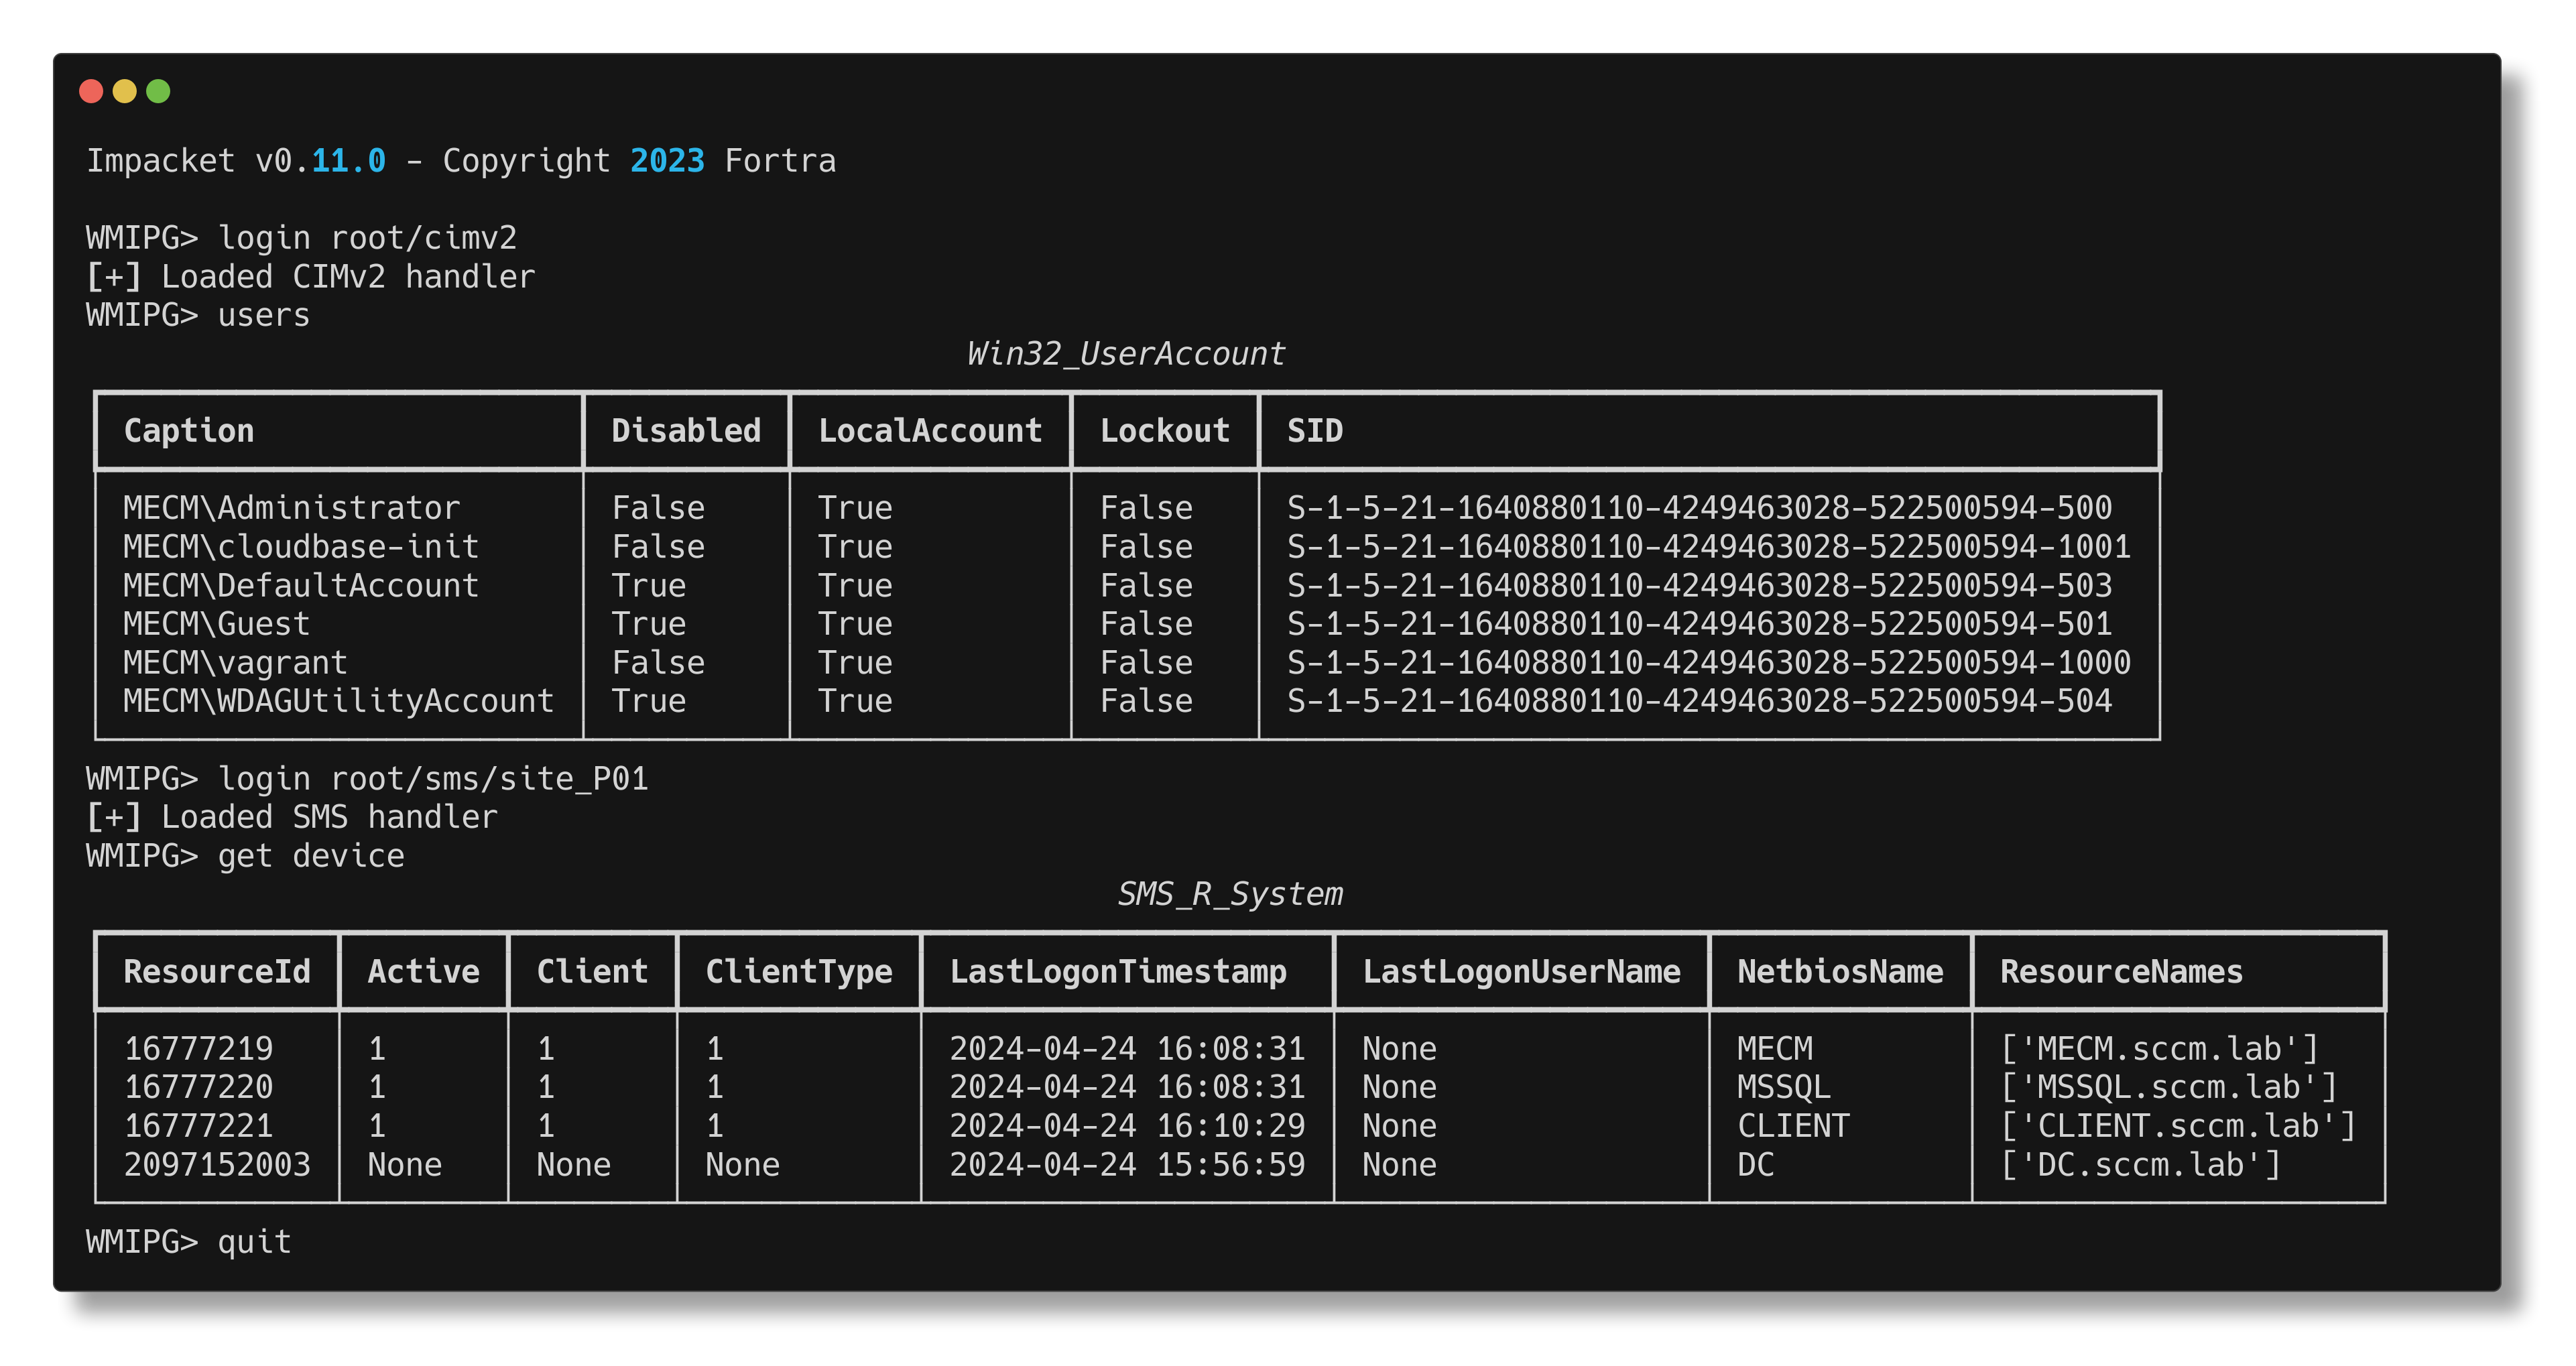 Impacket v0.11.0 - Copyright 2023 Fortra
WMIPG> login root/cimv2
[+] Loaded CIMv2 handler
WMIPG> users
Win32_UserAccount
Caption Disabled LocalAccount Lockout SID
MECM\Administrator False True False S-1-5-21-1640880110-4249463028-522500594-500
MECM\cloudbase-init False True False S-1-5-21-1640880110-4249463028-522500594-1001
MECM\DefaultAccount True True False S-1-5-21-1640880110-4249463028-522500594-503
MECM\Guest True True False S-1-5-21-1640880110-4249463028-522500594-501
MECM\vagrant False True False S-1-5-21-1640880110-4249463028-522500594-1000
MECM\WDAGUtilityAccount True True False S-1-5-21-1640880110-4249463028-522500594-504
WMIPG> login root/sms/site_P01
[+] Loaded SMS handler
WMIPG> get device
SMS_R_System
ResourceId Active Client ClientType LastLogonTimestamp LastLogonUserName NetbiosName ResourceNames
16777219 1 1 1 2024-04-24 16:08:31 None MECM ['MECM.sccm.lab']
16777220 1 1 1 2024-04-24 16:08:31 None MSSQL ['MSSQL.sccm.lab']
16777221 1 1 1 2024-04-24 16:10:29 None CLIENT ['CLIENT.sccm.lab']
2097152003 None None None 2024-04-24 15:56:59 None DC ['DC.sccm.lab']
WMIPG> quit